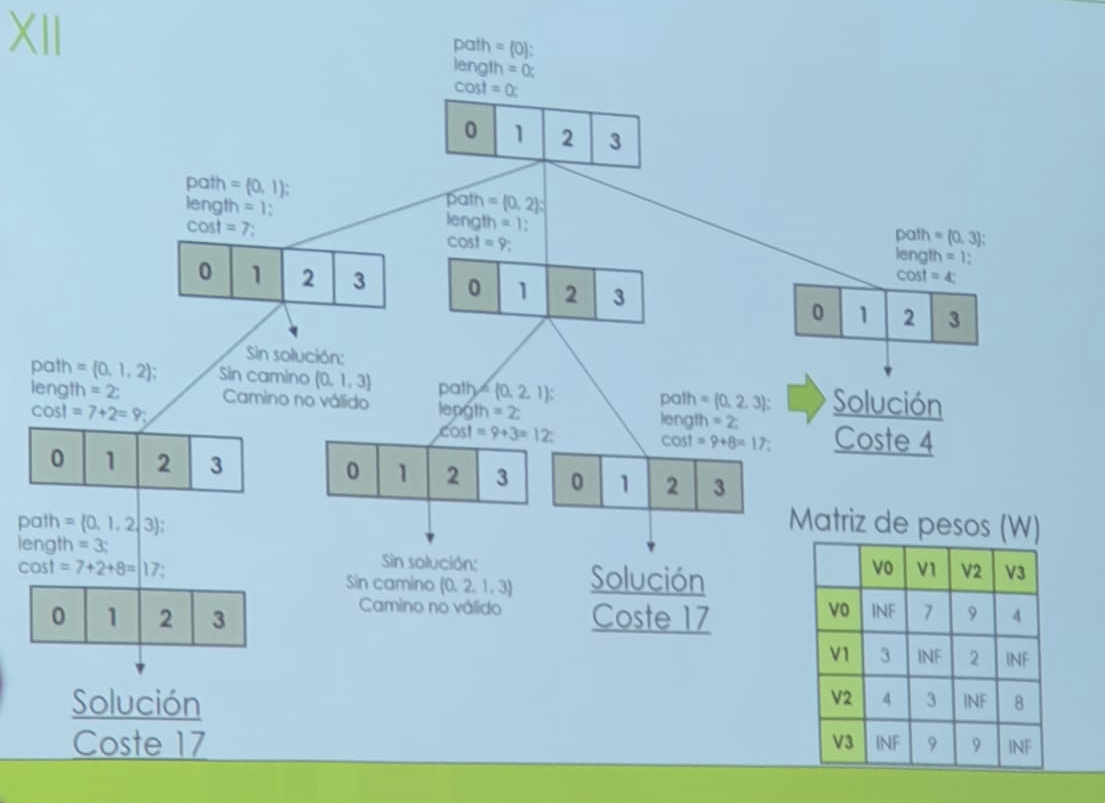 XII
path = {0};
length = 0;
cost = 0;
0 1 2 3
path = {0, 1};
length = 1;
cost = 7;
0 1 2 3
path = {0, 2};
length = 1;
cost = 9;
0 1 2 3
path = {0, 3};
length = 1;
cost = 4;
0 1 2 3
Sin solución:
Sin camino {0, 1, 3}
Camino no válido
Solución
Coste 4
path = {0, 1, 2};
length = 2;
cost = 7+2= 9;
0 1 2 3
path = {0, 2, 1};
length = 2;
cost = 9+3= 12;
0 1 2 3
path = {0, 2, 3};
length = 2;
cost = 9+8= 17;
0 1 2 3
path = {0, 1, 2, 3};
length = 3;
cost = 7+2+8= 17;
0 1 2 3
Sin solución:
Sin camino {0, 2, 1, 3}
Camino no válido
Solución
Coste 17
Solución
Coste 17
Matriz de pesos (W)
V0 V1 V2 V3
V0 INF 7 9 4
V1 3 INF 2 INF
V2 4 3 INF 8
V3 INF 9 9 INF